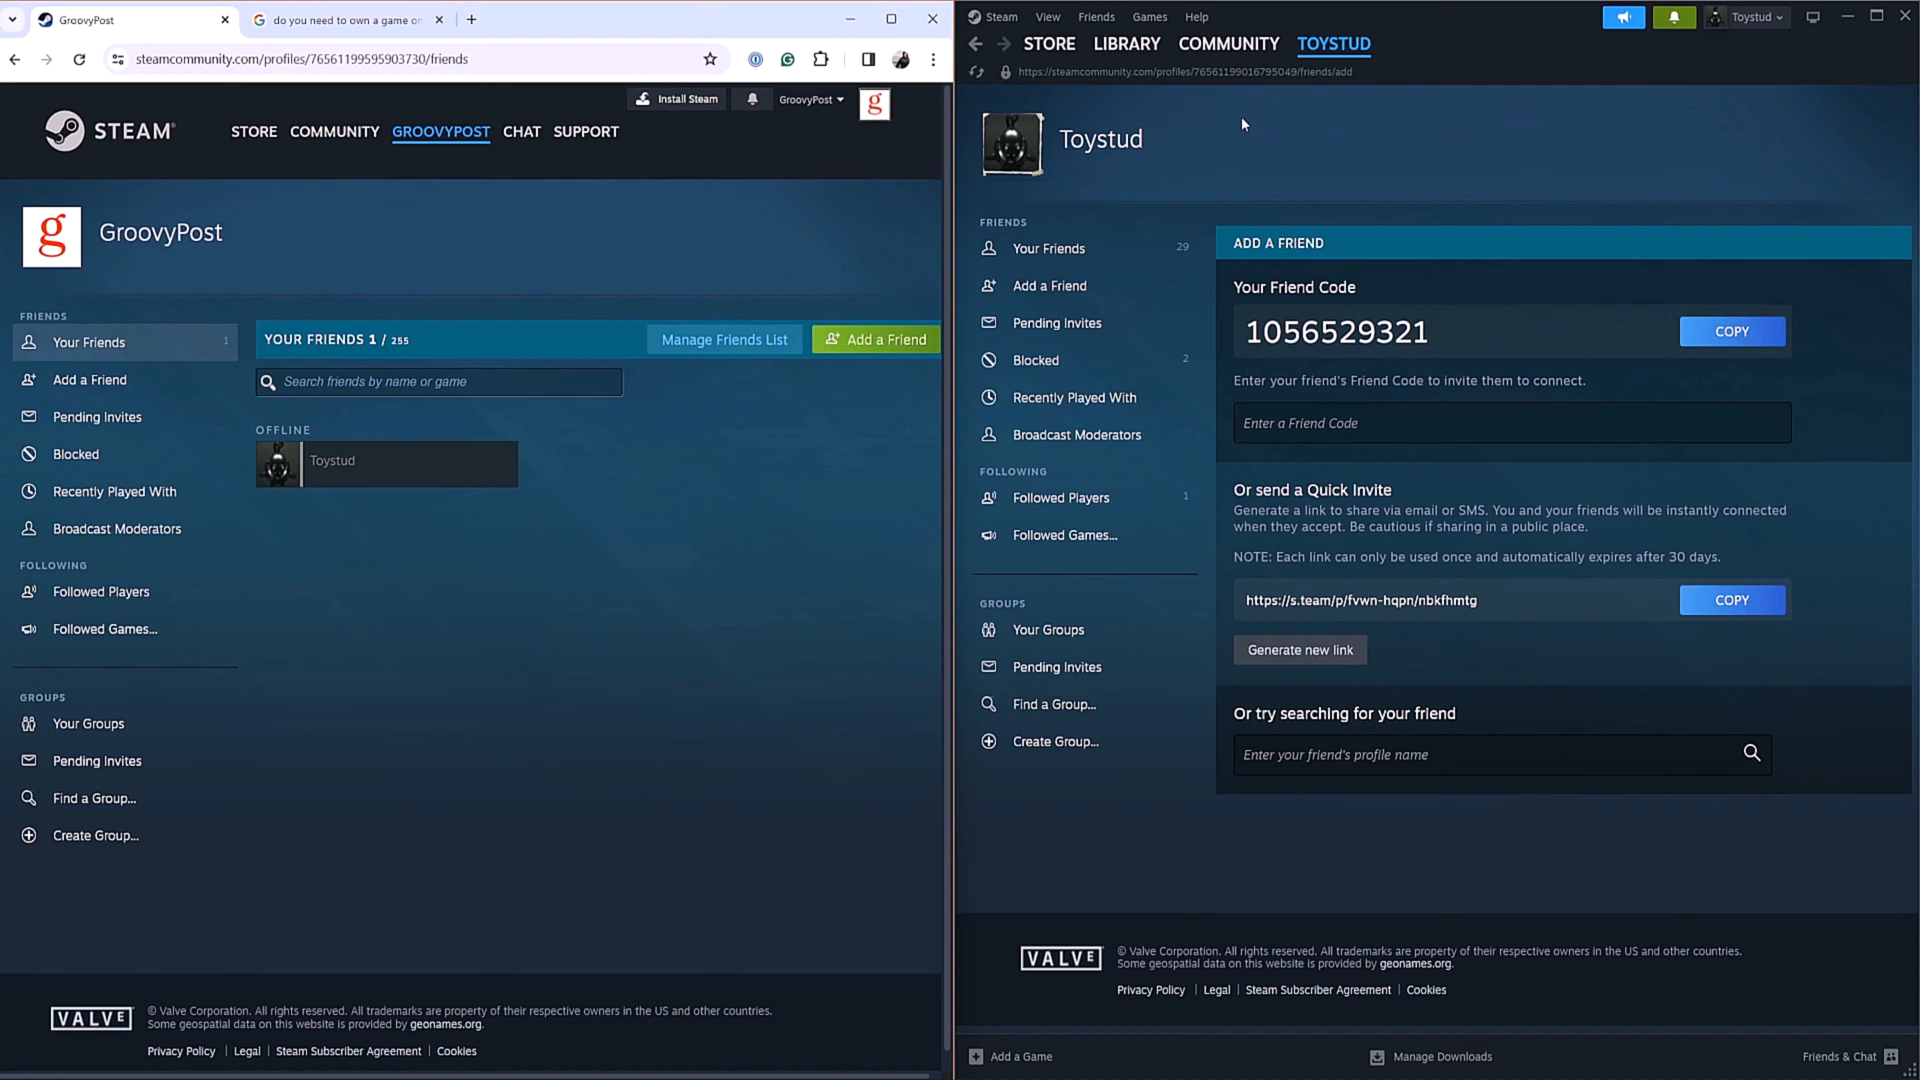 GroovyPost
do you need to own a game on
steamcommunity.com/profiles/76561199595903730/friends
Install Steam
GroovyPost
g
STEAM®
STORE
COMMUNITY
GROOVYPOST
CHAT
SUPPORT
g
GroovyPost
FRIENDS
Your Friends
1
Add a Friend
Pending Invites
Blocked
Recently Played With
Broadcast Moderators
FOLLOWING
Followed Players
Followed Games...
GROUPS
Your Groups
Pending Invites
Find a Group...
Create Group...
YOUR FRIENDS 1 / 255
Manage Friends List
Add a Friend
Search friends by name or game
OFFLINE
Toystud
VALVE
© Valve Corporation. All rights reserved. All trademarks are property of their respective owners in the US and other countries.
Some geospatial data on this website is provided by geonames.org.
Privacy Policy | Legal | Steam Subscriber Agreement | Cookies
Steam
View
Friends
Games
Help
Toystud
STORE
LIBRARY
COMMUNITY
TOYSTUD
https://steamcommunity.com/profiles/76561199016795049/friends/add
Toystud
FRIENDS
Your Friends
29
Add a Friend
Pending Invites
Blocked
2
Recently Played With
Broadcast Moderators
FOLLOWING
Followed Players
1
Followed Games...
GROUPS
Your Groups
Pending Invites
Find a Group...
Create Group...
ADD A FRIEND
Your Friend Code
1056529321
COPY
Enter your friend's Friend Code to invite them to connect.
Enter a Friend Code
Or send a Quick Invite
Generate a link to share via email or SMS. You and your friends will be instantly connected
when they accept. Be cautious if sharing in a public place.
NOTE: Each link can only be used once and automatically expires after 30 days.
https://s.team/p/fvwn-hqpn/nbkfhmtg
COPY
Generate new link
Or try searching for your friend
Enter your friend's profile name
VALVE
© Valve Corporation. All rights reserved. All trademarks are property of their respective owners in the US and other countries.
Some geospatial data on this website is provided by geonames.org.
Privacy Policy | Legal | Steam Subscriber Agreement | Cookies
Add a Game
Manage Downloads
Friends & Chat